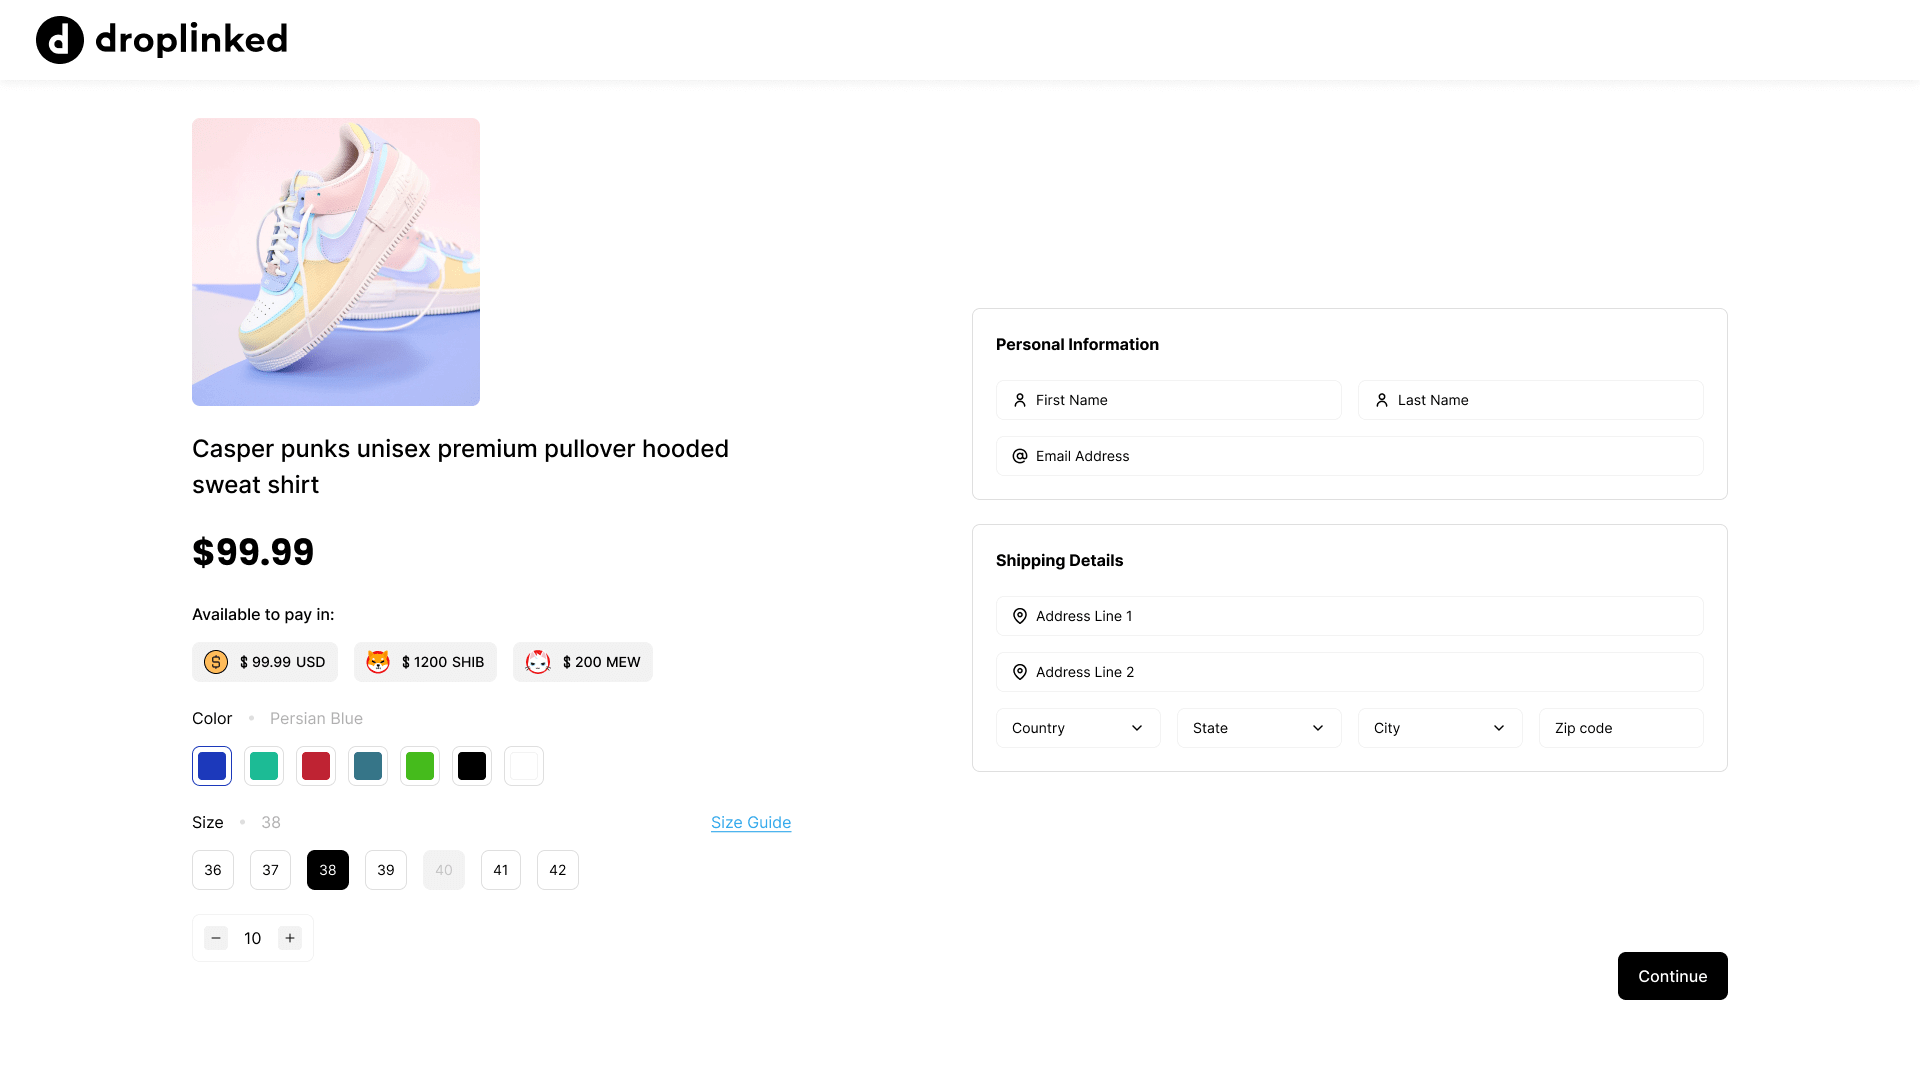 droplinked
Casper punks unisex premium pullover hooded
sweat shirt
$99.99
Available to pay in:
$ 99.99 USD
$ 1200 SHIB
$ 200 MEW
Color • Persian Blue
Size • 38
Size Guide
36
37
38
39
40
41
42
− 10 +
Personal Information
First Name
Last Name
Email Address
Shipping Details
Address Line 1
Address Line 2
Country
State
City
Zip code
Continue